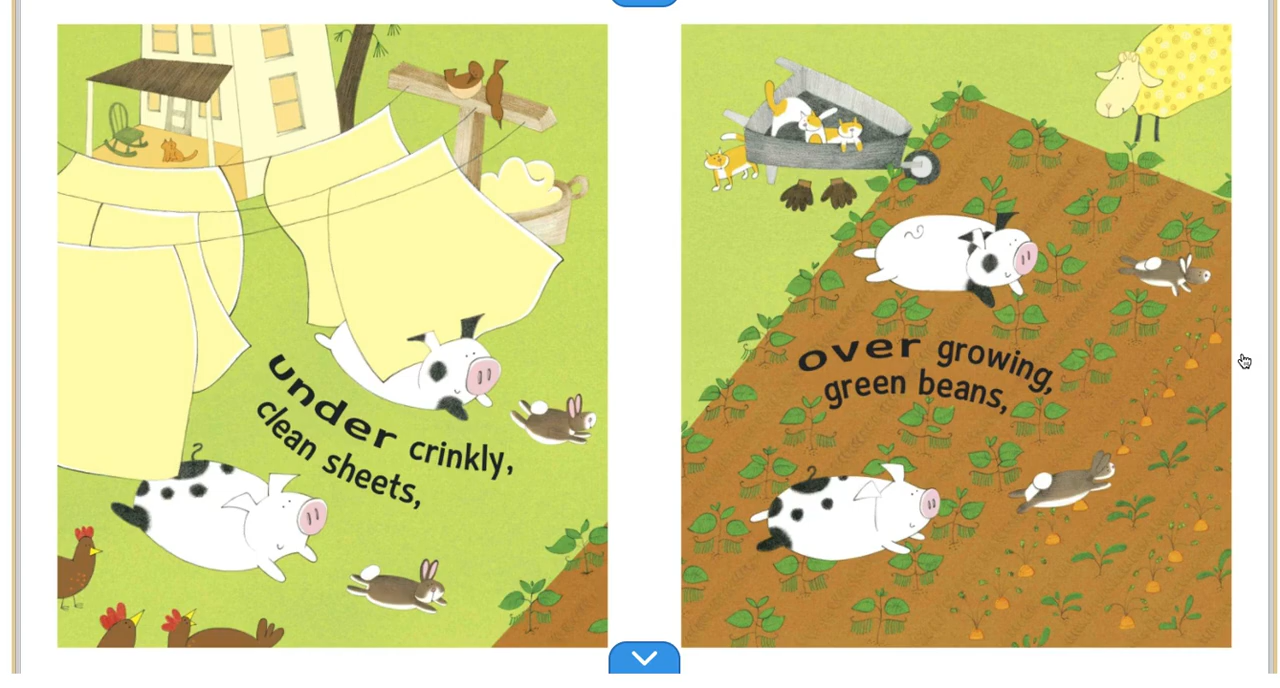 under crinkly,
clean sheets,
over growing,
green beans,